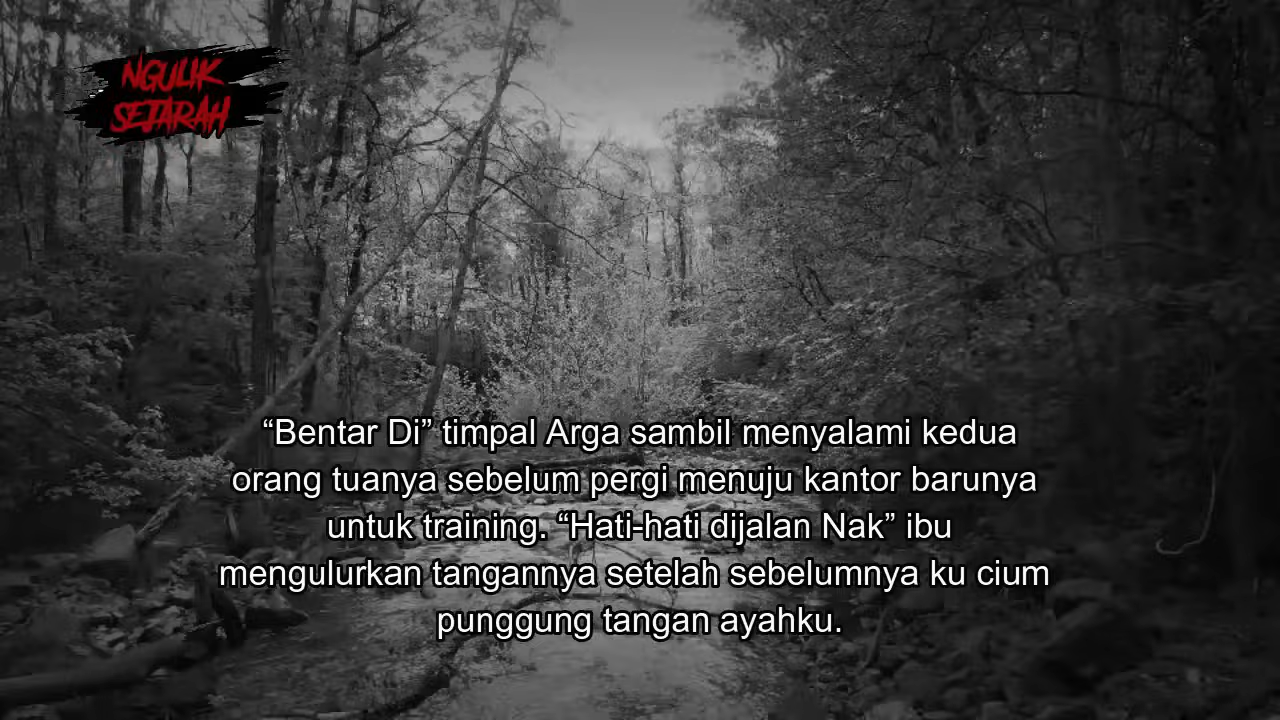 NGULIK
SEJARAH
“Bentar Di” timpal Arga sambil menyalami kedua
orang tuanya sebelum pergi menuju kantor barunya
untuk training. “Hati-hati dijalan Nak” ibu
mengulurkan tangannya setelah sebelumnya ku cium
punggung tangan ayahku.